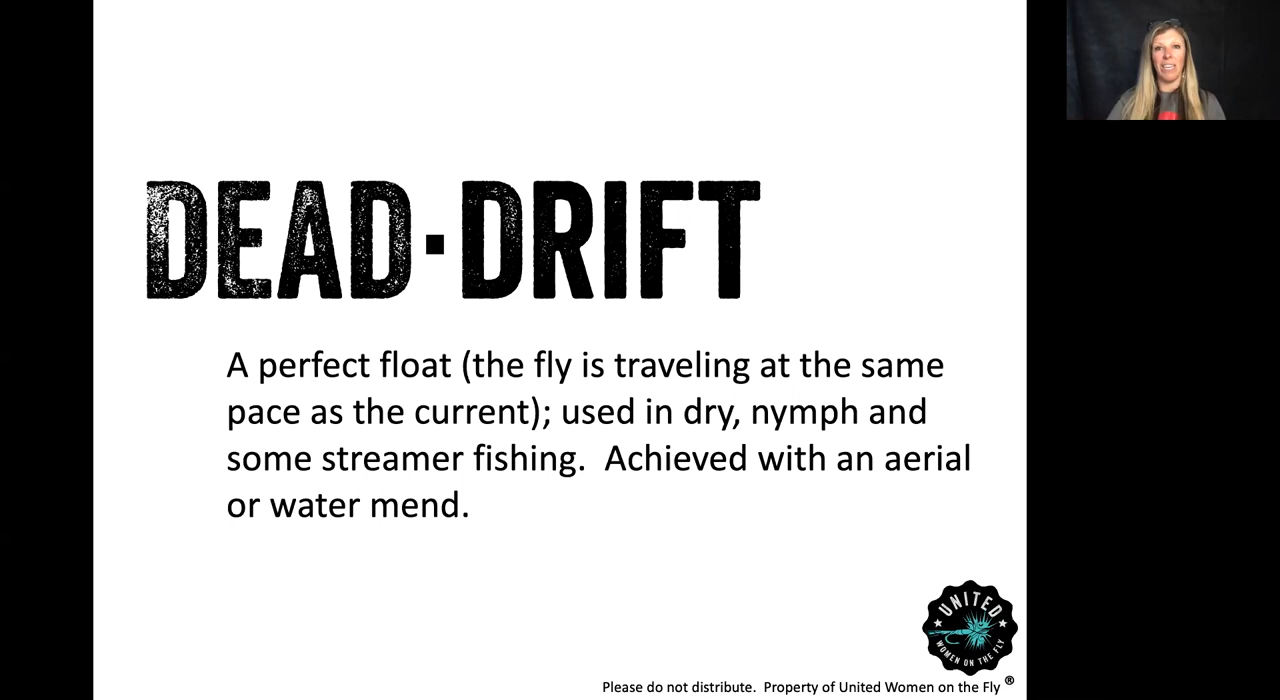 DEAD·DRIFT
A perfect float (the fly is traveling at the same
pace as the current); used in dry, nymph and
some streamer fishing.  Achieved with an aerial
or water mend.
UNITED
WOMEN ON THE FLY
Please do not distribute.  Property of United Women on the Fly ®